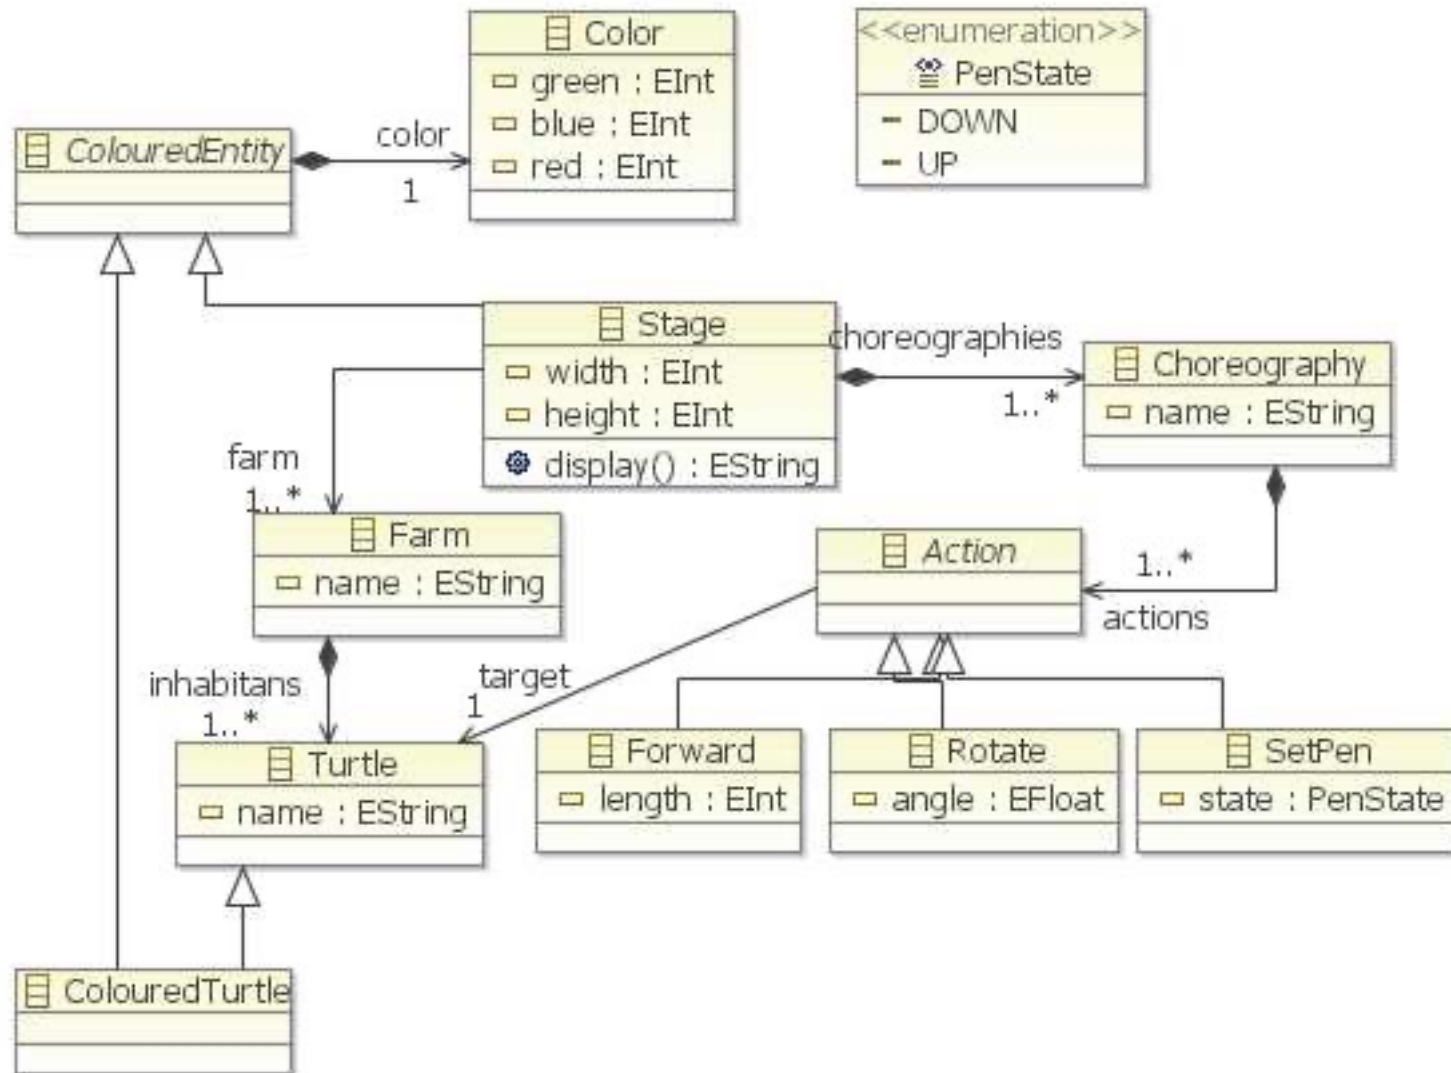 Color
green : EInt
blue : EInt
red : EInt
<<enumeration>>
PenState
DOWN
UP
ColouredEntity
color
1
Stage
width : EInt
height : EInt
display() : EString
choreographies
1..*
Choreography
name : EString
farm
1..*
Farm
name : EString
Action
1..*
actions
inhabitans
1..*
target
1
Turtle
name : EString
Forward
length : EInt
Rotate
angle : EFloat
SetPen
state : PenState
ColouredTurtle